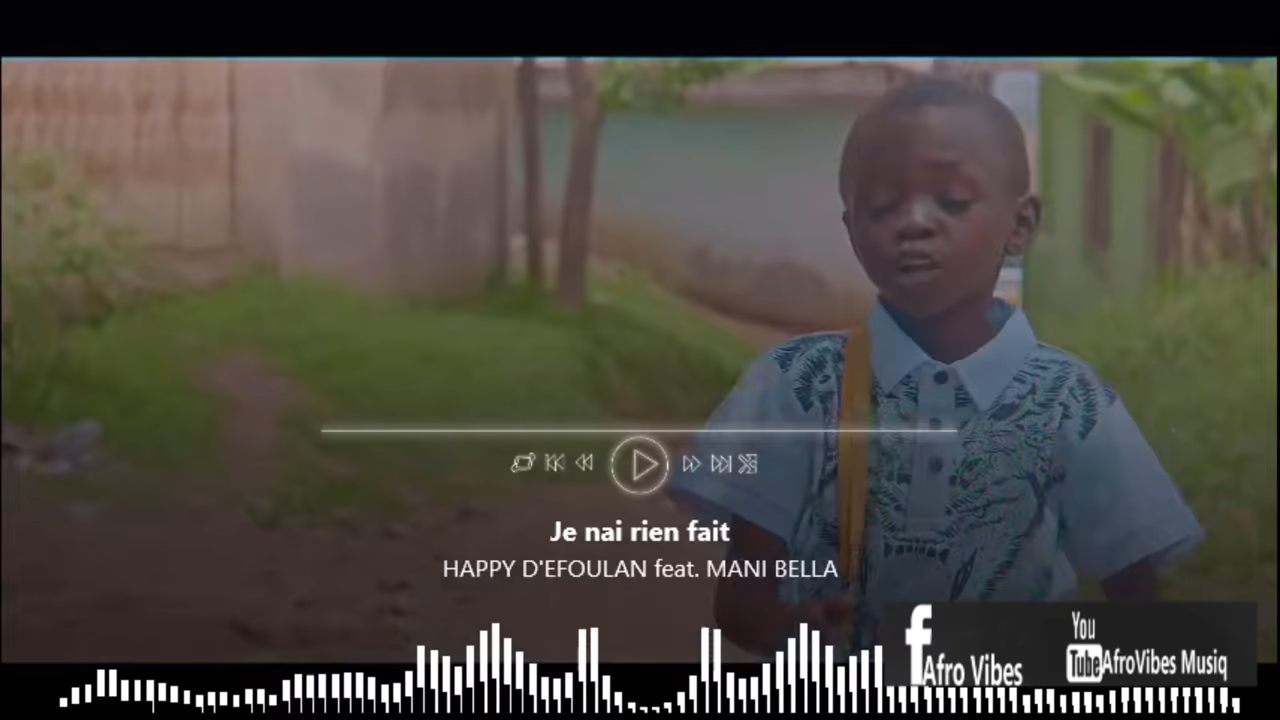 Je nai rien fait
HAPPY D'EFOULAN feat. MANI BELLA
f
Afro Vibes
You
Tube AfroVibes Musiq